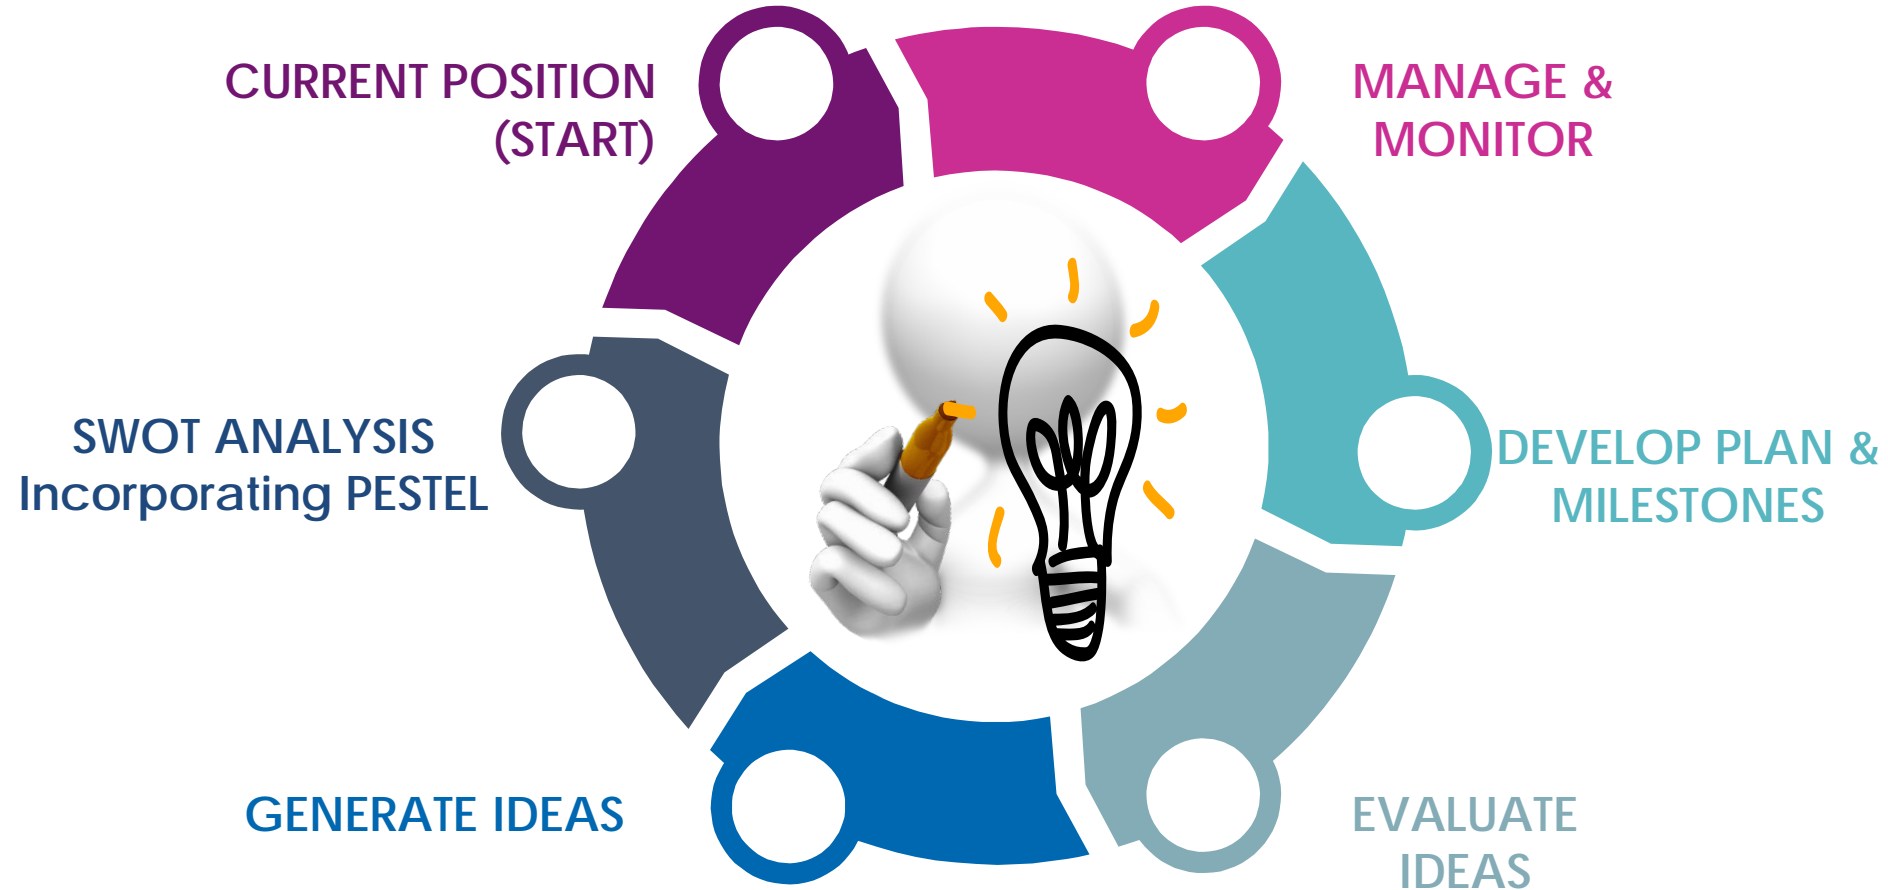 CURRENT POSITION
(START)
MANAGE &
MONITOR
SWOT ANALYSIS
Incorporating PESTEL
DEVELOP PLAN &
MILESTONES
GENERATE IDEAS
EVALUATE
IDEAS